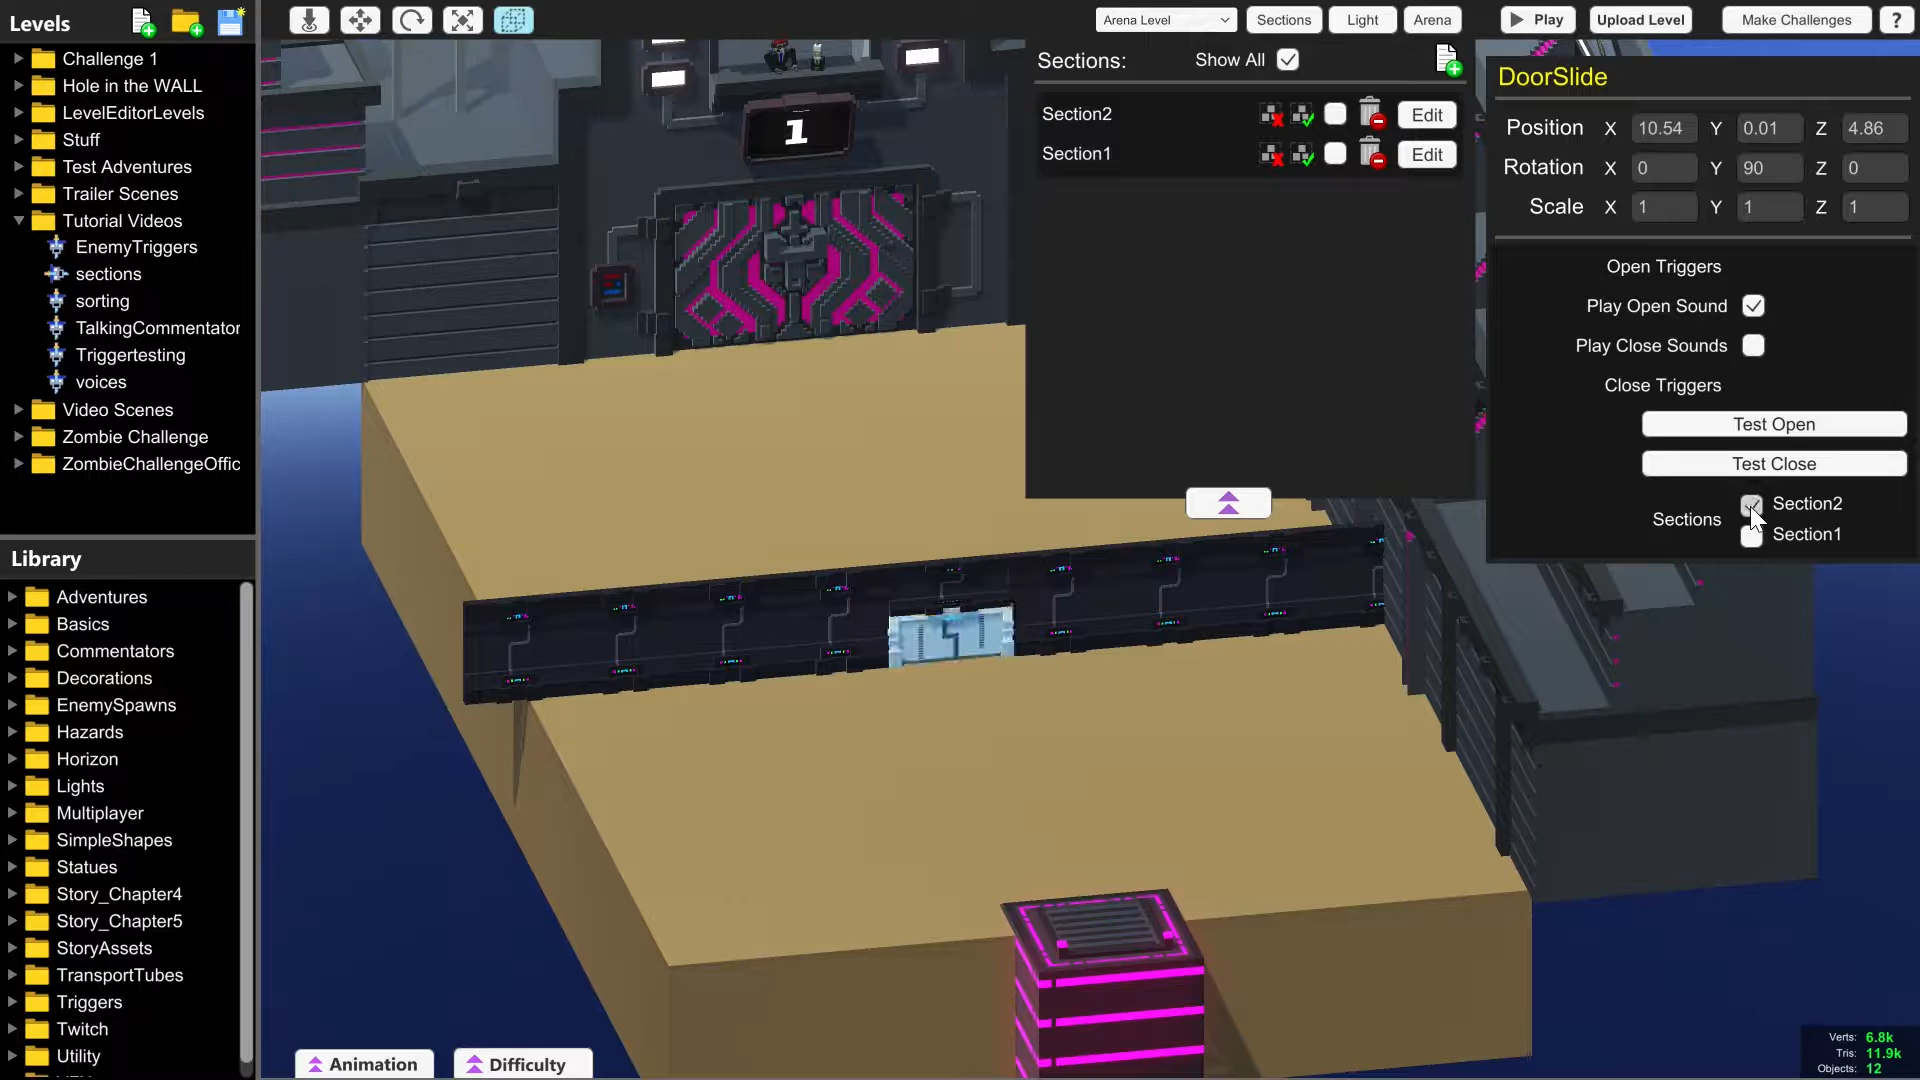 Levels
Challenge 1
Hole in the WALL
LevelEditorLevels
Stuff
Test Adventures
Trailer Scenes
Tutorial Videos
EnemyTriggers
sections
sorting
TalkingCommentator
Triggertesting
voices
Video Scenes
Zombie Challenge
ZombieChallengeOffic
Library
Adventures
Basics
Commentators
Decorations
EnemySpawns
Hazards
Horizon
Lights
Multiplayer
SimpleShapes
Statues
Story_Chapter4
Story_Chapter5
StoryAssets
TransportTubes
Triggers
Twitch
Utility
Arena Level
Sections
Light
Arena
Play
Upload Level
Make Challenges
?
1
Sections:
Show All
Section2
Edit
Section1
Edit
DoorSlide
Position X 10.54 Y 0.01 Z 4.86
Rotation X 0 Y 90 Z 0
Scale X 1 Y 1 Z 1
Open Triggers
Play Open Sound
Play Close Sounds
Close Triggers
Test Open
Test Close
Sections
Section2
Section1
Animation
Difficulty
Verts: 6.8k
Tris: 11.9k
Objects: 12